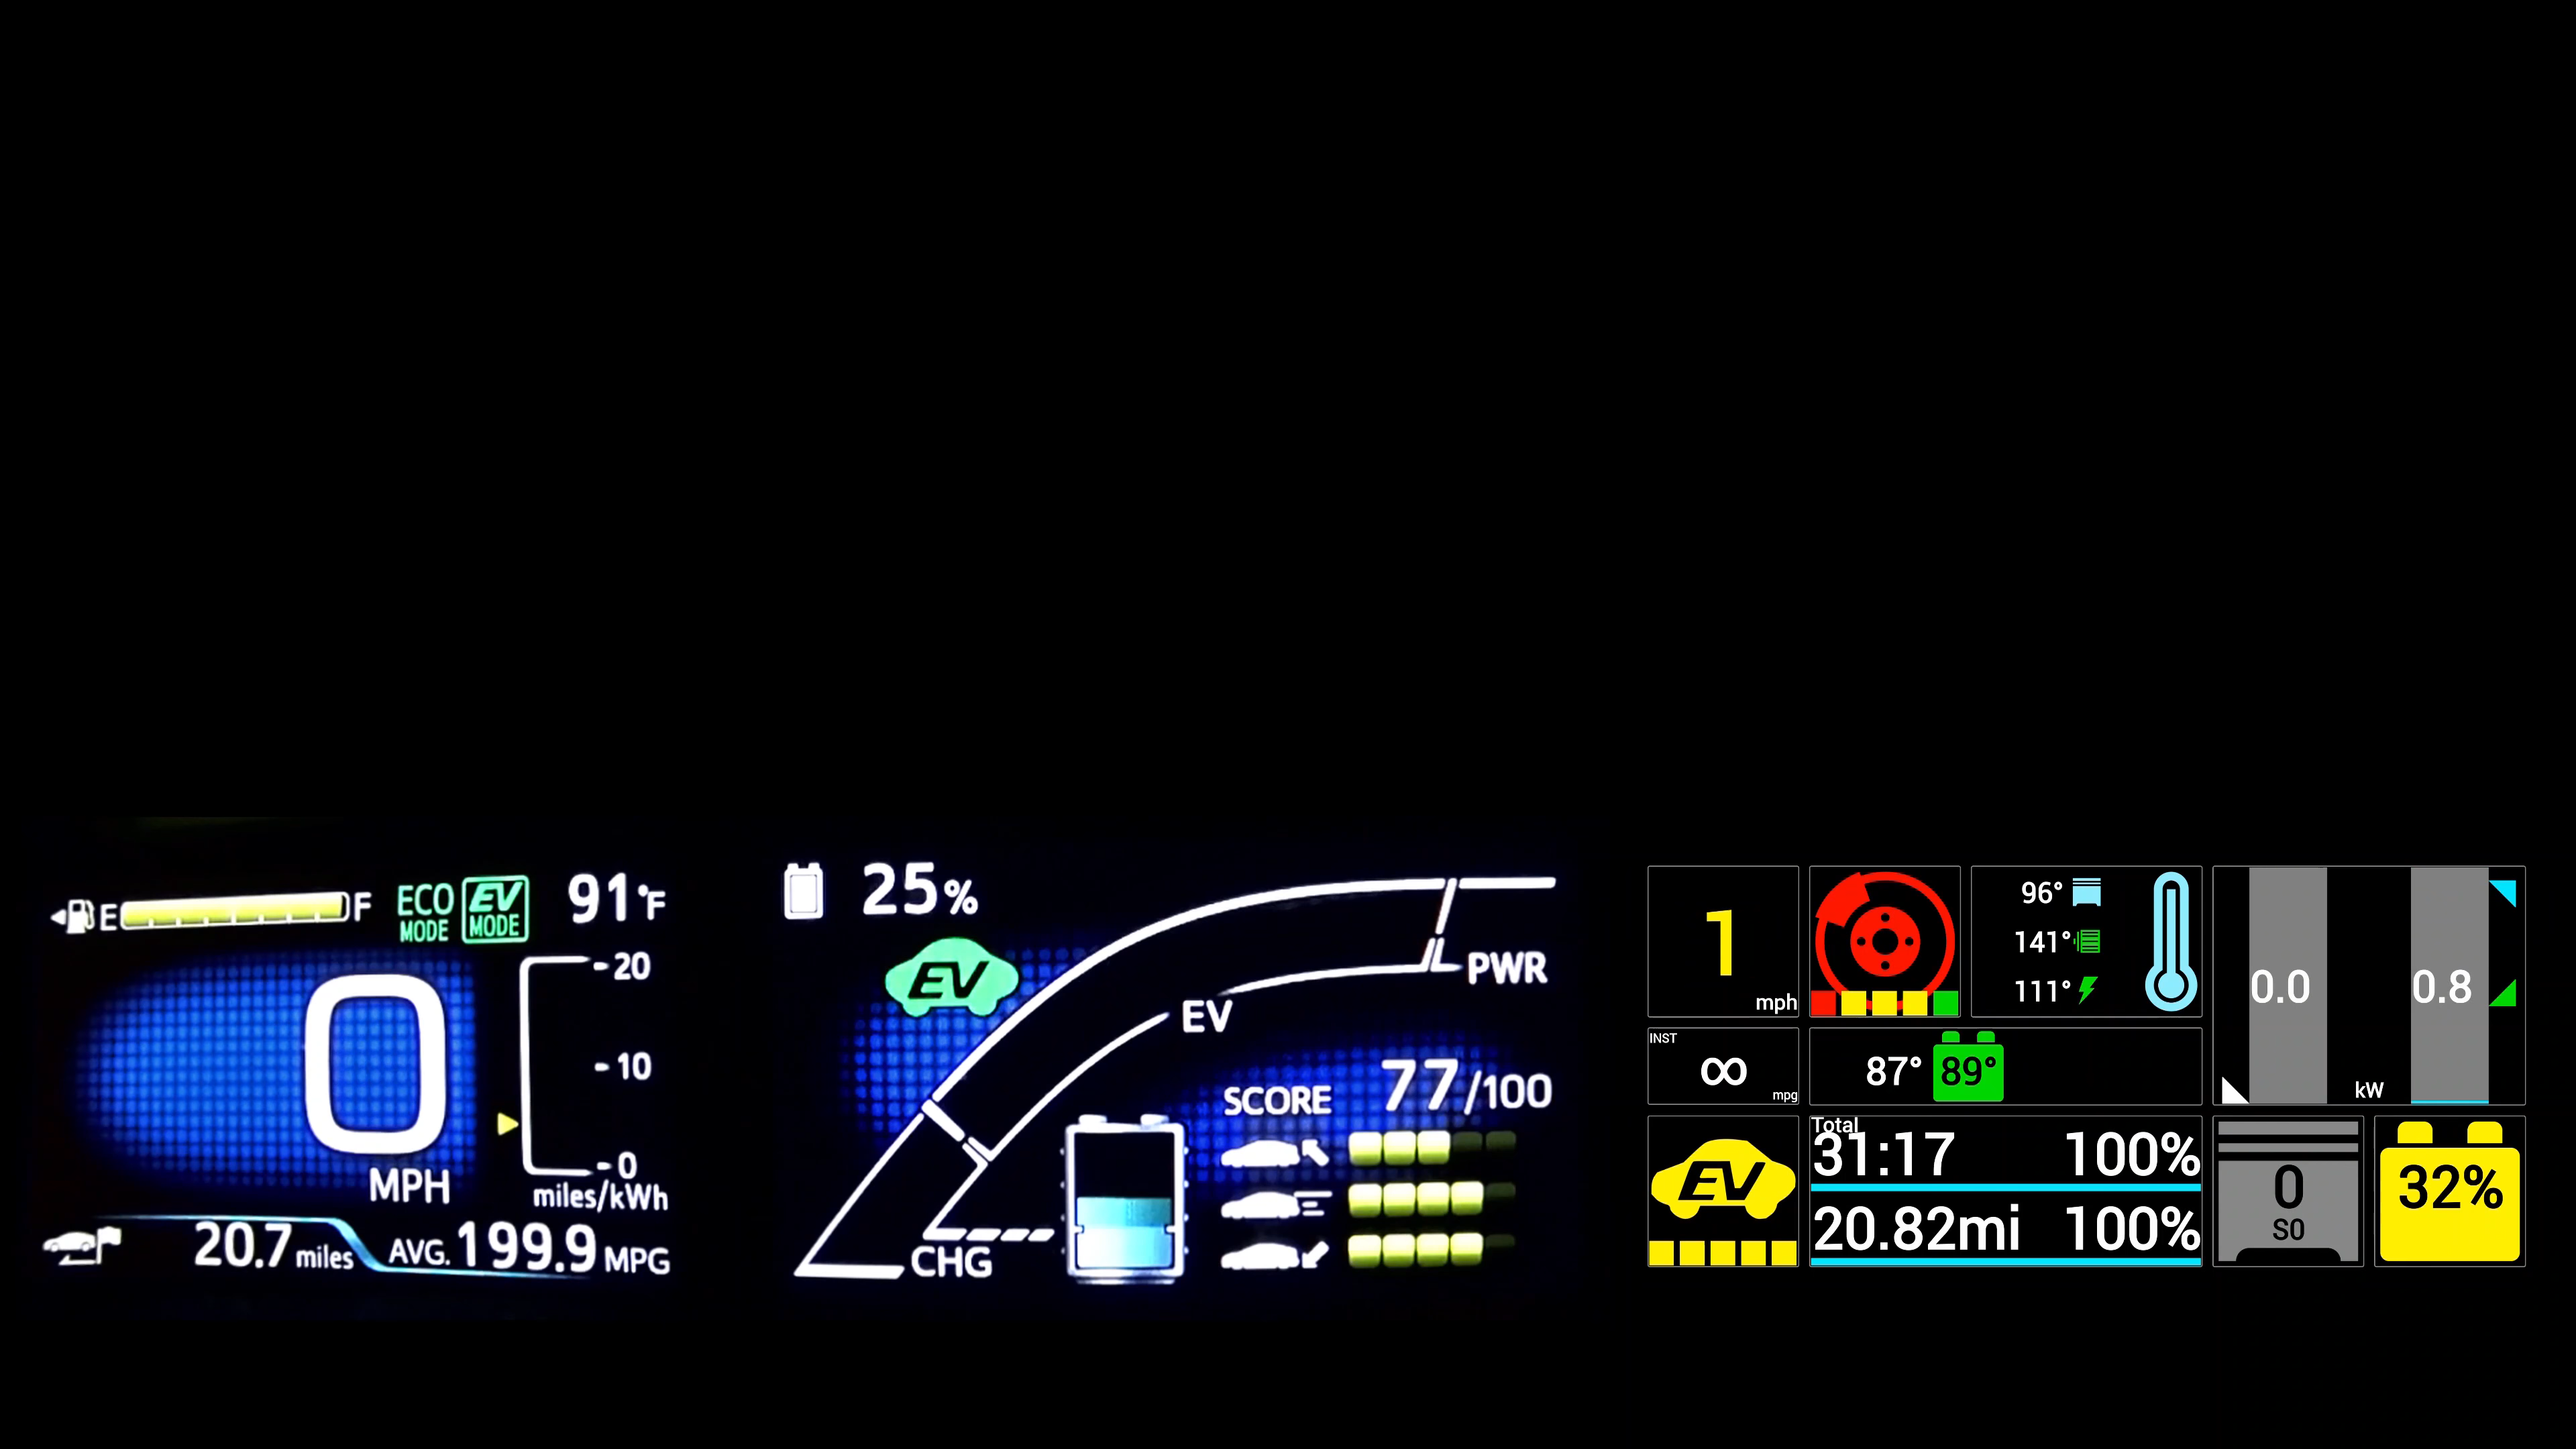 E F ECO MODE EV MODE 91°F
20
10
0
0
MPH
miles/kWh
20.7 miles AVG. 199.9 MPG
25%
EV
PWR
EV
SCORE 77/100
CHG
1
mph
96°
141°
111°
0.0 0.8
kW
INST
∞
mpg
87° 89°
EV
Total
31:17 100%
20.82mi 100%
0
S0
32%